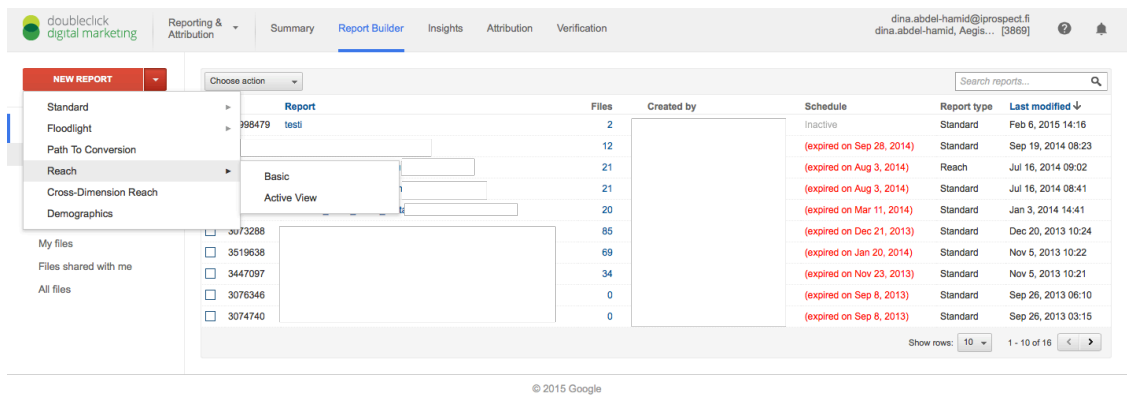 doubleclick
digital marketing
Reporting &
Attribution
Summary
Report Builder
Insights
Attribution
Verification
dina.abdel-hamid@iprospect.fi
dina.abdel-hamid, Aegis... [3869]
NEW REPORT
Choose action
Search reports...
Standard
Floodlight
Path To Conversion
Reach
Cross-Dimension Reach
Demographics
Basic
Active View
My files
Files shared with me
All files
Report Files Created by Schedule Report type Last modified
998479 testi 2 Inactive Standard Feb 6, 2015 14:16
12 (expired on Sep 28, 2014) Standard Sep 19, 2014 08:23
21 (expired on Aug 3, 2014) Reach Jul 16, 2014 09:02
21 (expired on Aug 3, 2014) Standard Jul 16, 2014 08:41
20 (expired on Mar 11, 2014) Standard Jan 3, 2014 14:41
3073288 85 (expired on Dec 21, 2013) Standard Dec 20, 2013 10:24
3519638 69 (expired on Jan 20, 2014) Standard Nov 5, 2013 10:22
3447097 34 (expired on Nov 23, 2013) Standard Nov 5, 2013 10:21
3076346 0 (expired on Sep 8, 2013) Standard Sep 26, 2013 06:10
3074740 0 (expired on Sep 8, 2013) Standard Sep 26, 2013 03:15
Show rows: 10 1 - 10 of 16
© 2015 Google